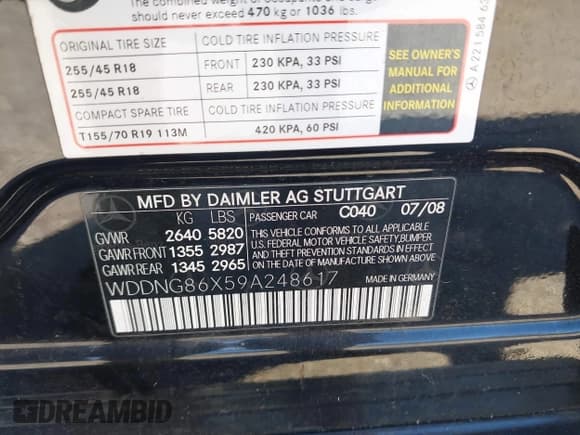 The combined weight of occupants and cargo
should never exceed 470 kg or 1036 lbs.
ORIGINAL TIRE SIZE COLD TIRE INFLATION PRESSURE
255/45 R18 FRONT 230 KPA, 33 PSI
255/45 R18 REAR 230 KPA, 33 PSI
COMPACT SPARE TIRE COLD TIRE INFLATION PRESSURE
T155/70 R19 113M 420 KPA, 60 PSI
SEE OWNER'S
MANUAL FOR
ADDITIONAL
INFORMATION
A 221 584 63
MFD BY DAIMLER AG STUTTGART
KG LBS PASSENGER CAR C040 07/08
GVWR 2640 5820
GAWR FRONT 1355 2987
GAWR REAR 1345 2965
THIS VEHICLE CONFORMS TO ALL APPLICABLE
U.S. FEDERAL MOTOR VEHICLE SAFETY, BUMPER
AND THEFT PREVENTION STANDARDS IN EFFECT
ON THE DATE OF MANUFACTURE SHOWN ABOVE.
WDDNG86X59A248617 MADE IN GERMANY
DREAMBID